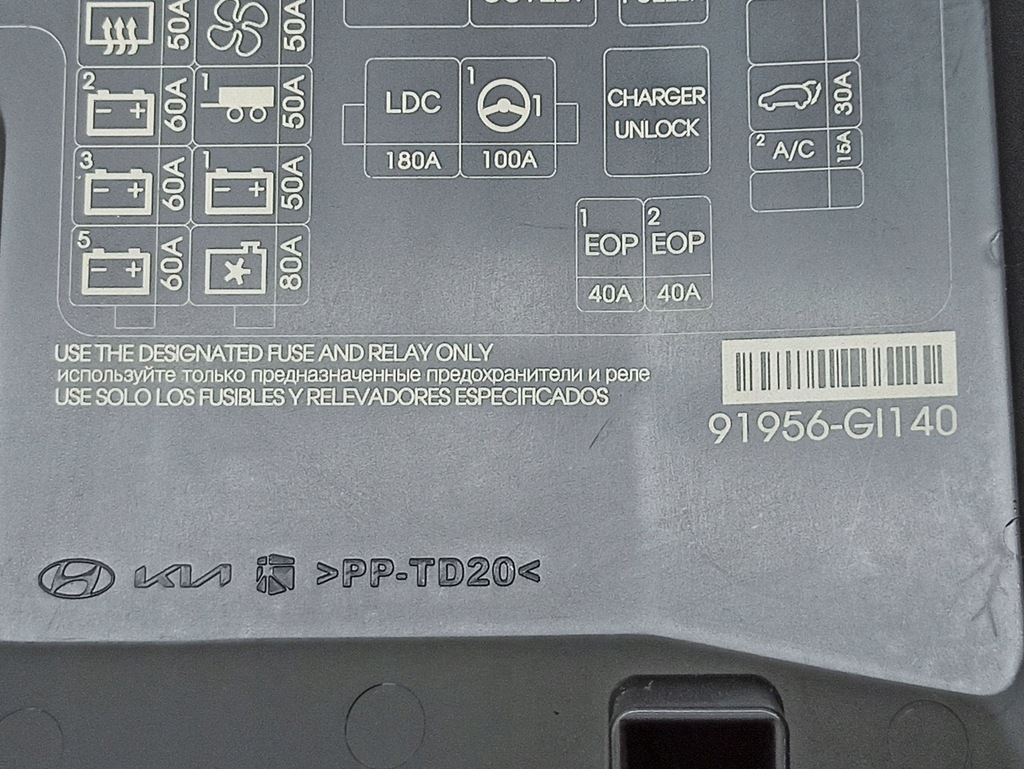 50A
50A
2
60A
1
50A
3
60A
1
50A
5
60A
80A
LDC
180A
1
1
100A
CHARGER
UNLOCK
30A
2 A/C
15A
1
EOP
40A
2
EOP
40A
USE THE DESIGNATED FUSE AND RELAY ONLY
используйте только предназначенные предохранители и реле
USE SOLO LOS FUSIBLES Y RELEVADORES ESPECIFICADOS
91956-GI140
KIA
>PP-TD20<